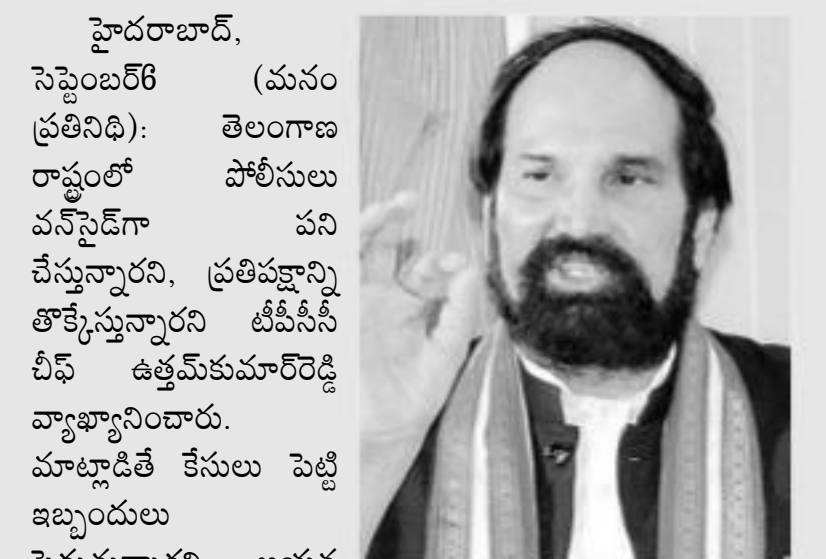 హైదరాబాద్,
సెప్టెంబర్6 (మనం
ప్రతినిధి): తెలంగాణ
రాష్ట్రంలో పోలీసులు
వన్‌సైడ్‌గా పని
చేస్తున్నారని, ప్రతిపక్షాన్ని
తొక్కేస్తున్నారని టీపీసీసీ
చీఫ్ ఉత్తమ్‌కుమార్‌రెడ్డి
వ్యాఖ్యానించారు.
మాట్లాడితే కేసులు పెట్టి
ఇబ్బందులు